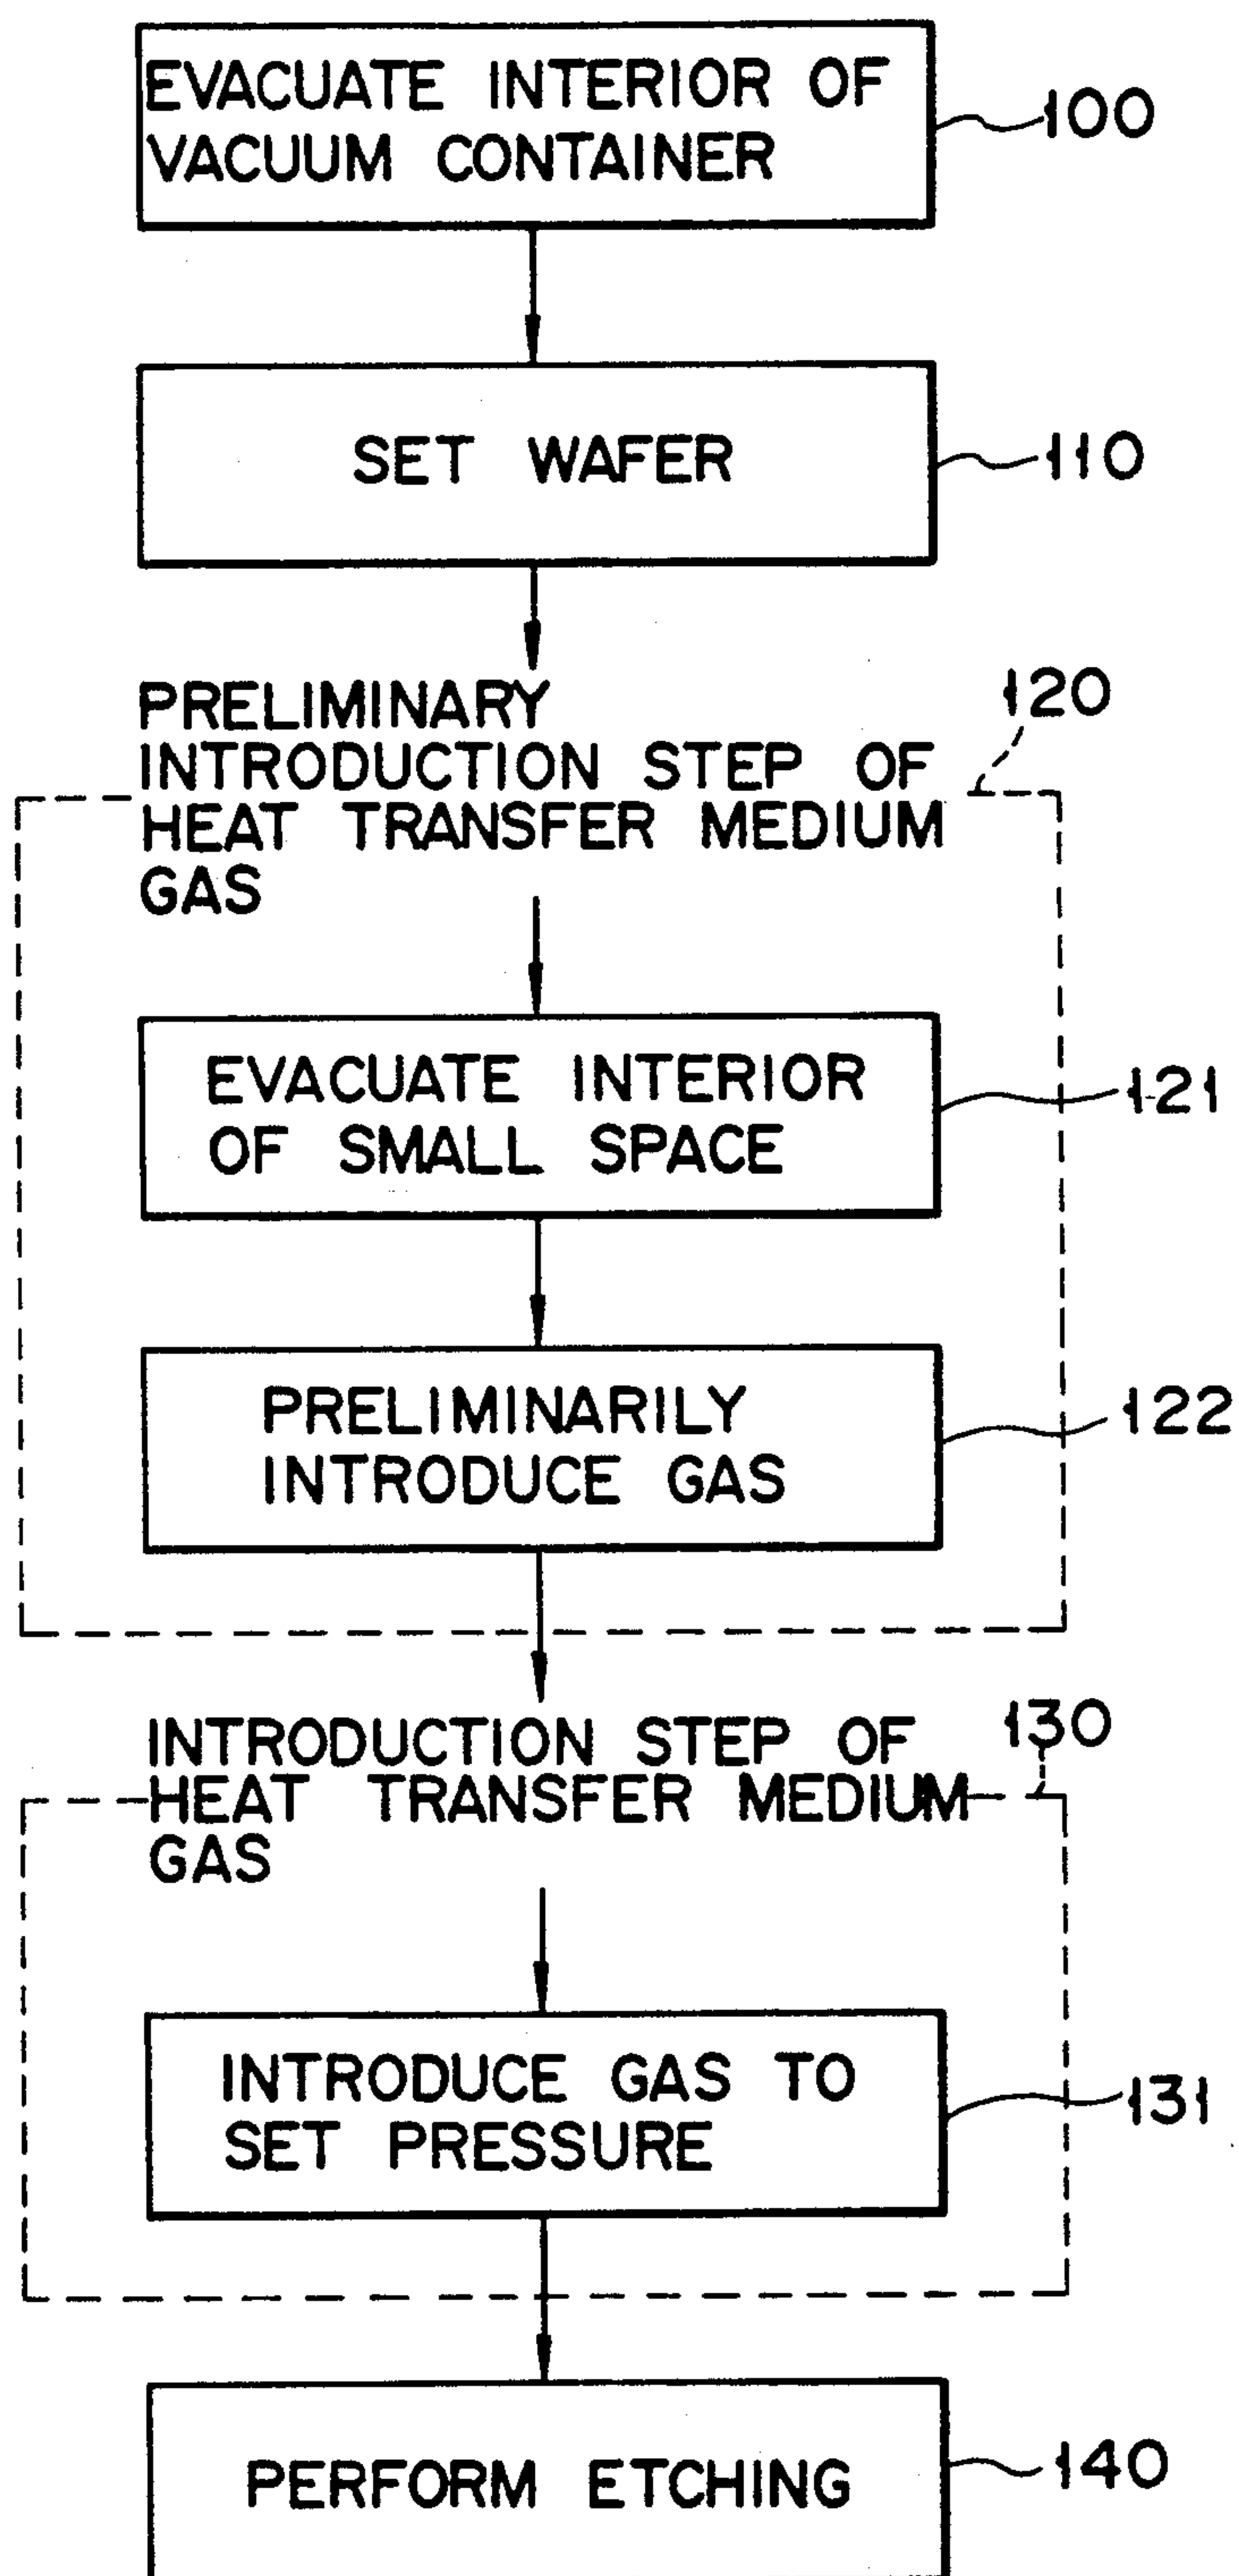 EVACUATE INTERIOR OF
VACUUM CONTAINER
100
SET WAFER
110
PRELIMINARY
INTRODUCTION STEP OF
HEAT TRANSFER MEDIUM
GAS
120
EVACUATE INTERIOR
OF SMALL SPACE
121
PRELIMINARILY
INTRODUCE GAS
122
INTRODUCTION STEP OF
HEAT TRANSFER MEDIUM
GAS
130
INTRODUCE GAS TO
SET PRESSURE
131
PERFORM ETCHING
140